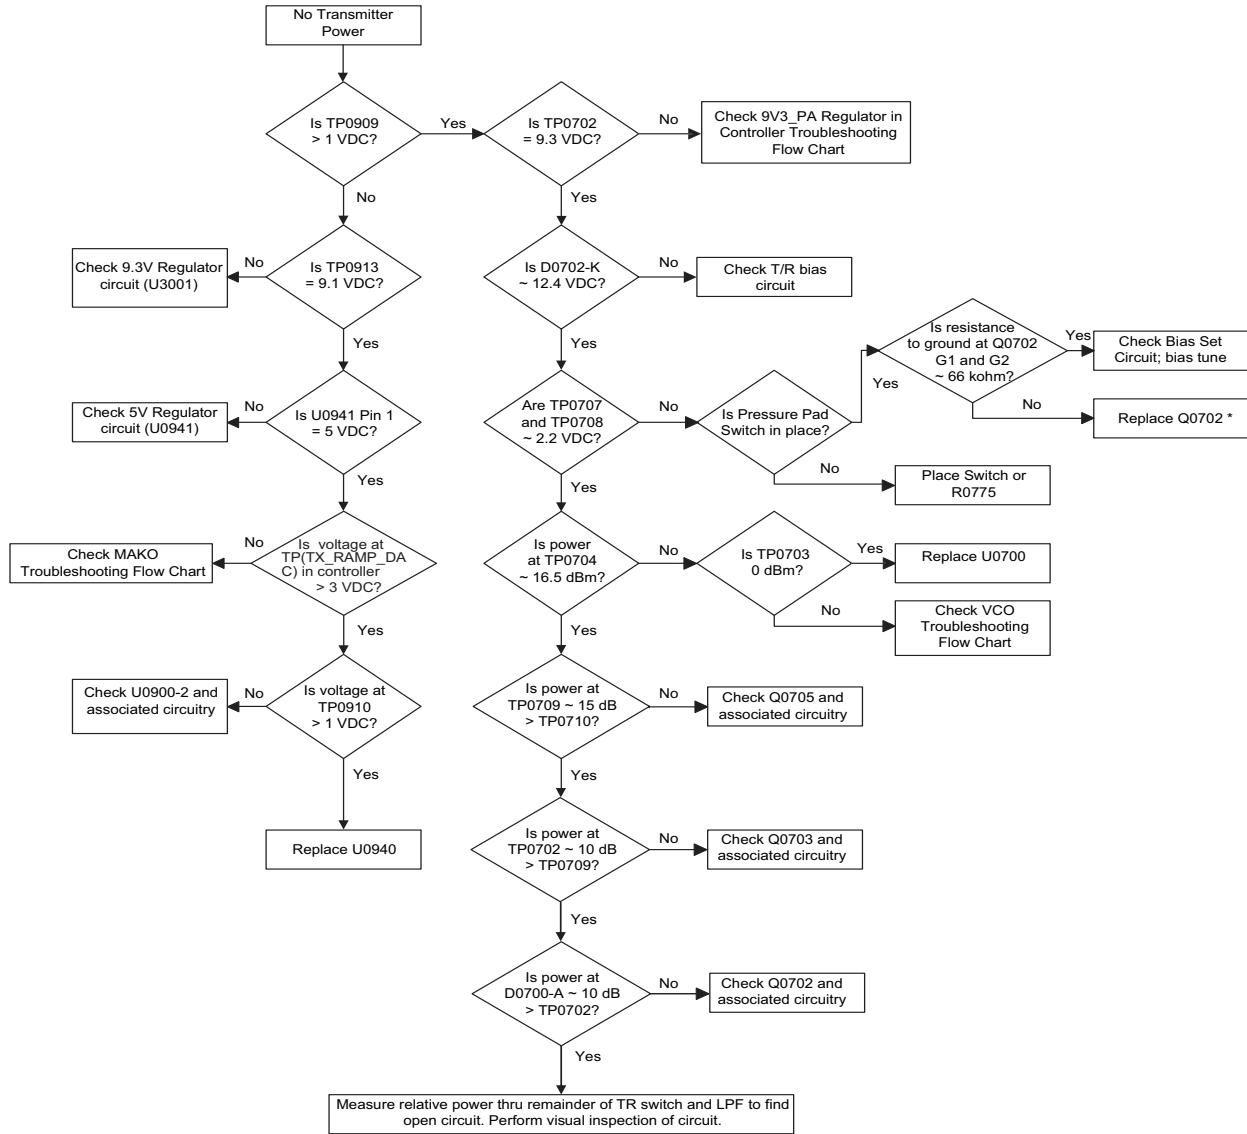 No Transmitter
Power
Is TP0909
> 1 VDC?
Yes
Is TP0702
= 9.3 VDC?
No
Check 9V3_PA Regulator in
Controller Troubleshooting
Flow Chart
No
Yes
Check 9.3V Regulator
circuit (U3001)
No
Is TP0913
= 9.1 VDC?
Is D0702-K
~ 12.4 VDC?
No
Check T/R bias
circuit
Yes
Yes
Is resistance
to ground at Q0702
G1 and G2
~ 66 kohm?
Yes
Check Bias Set
Circuit; bias tune
No
Replace Q0702 *
Check 5V Regulator
circuit (U0941)
No
Is U0941 Pin 1
= 5 VDC?
Are TP0707
and TP0708
~ 2.2 VDC?
No
Is Pressure Pad
Switch in place?
Yes
No
Place Switch or
R0775
Yes
Yes
Check MAKO
Troubleshooting Flow Chart
No
Is voltage at
TP(TX_RAMP_DA
C) in controller
> 3 VDC?
Is power
at TP0704
~ 16.5 dBm?
No
Is TP0703
0 dBm?
Yes
Replace U0700
No
Check VCO
Troubleshooting
Flow Chart
Yes
Yes
Check U0900-2 and
associated circuitry
No
Is voltage at
TP0910
> 1 VDC?
Is power at
TP0709 ~ 15 dB
> TP0710?
No
Check Q0705 and
associated circuitry
Yes
Yes
Replace U0940
Is power at
TP0702 ~ 10 dB
> TP0709?
No
Check Q0703 and
associated circuitry
Yes
Is power at
D0700-A ~ 10 dB
> TP0702?
No
Check Q0702 and
associated circuitry
Yes
Measure relative power thru remainder of TR switch and LPF to find
open circuit. Perform visual inspection of circuit.